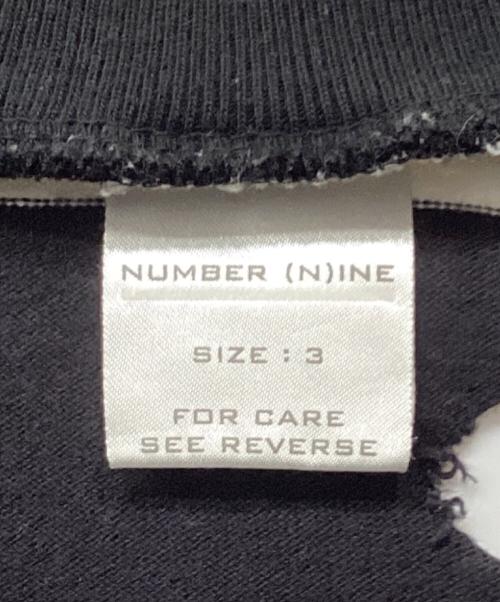 NUMBER (N)INE
SIZE : 3
FOR CARE
SEE REVERSE